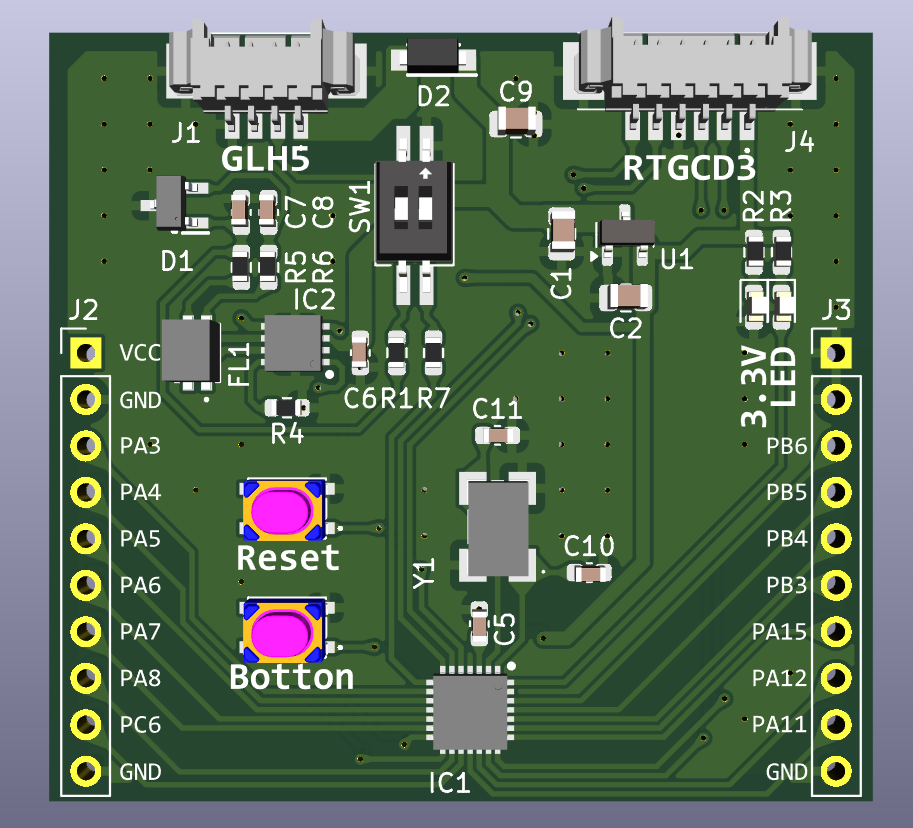 D2
C9
J1
J4
GLH5
RTGCD3
SW1
R2
R3
C7
C8
D1
R5
R6
C1
U1
IC2
C2
J2
J3
VCC
FL1
3.3V
LED
GND
C6 R1 R7
R4
C11
PA3
PB6
PA4
PB5
PA5
PB4
Reset
Y1
C10
PA6
PB3
PA7
PA15
C5
Botton
PA8
PA12
PC6
PA11
GND
GND
IC1